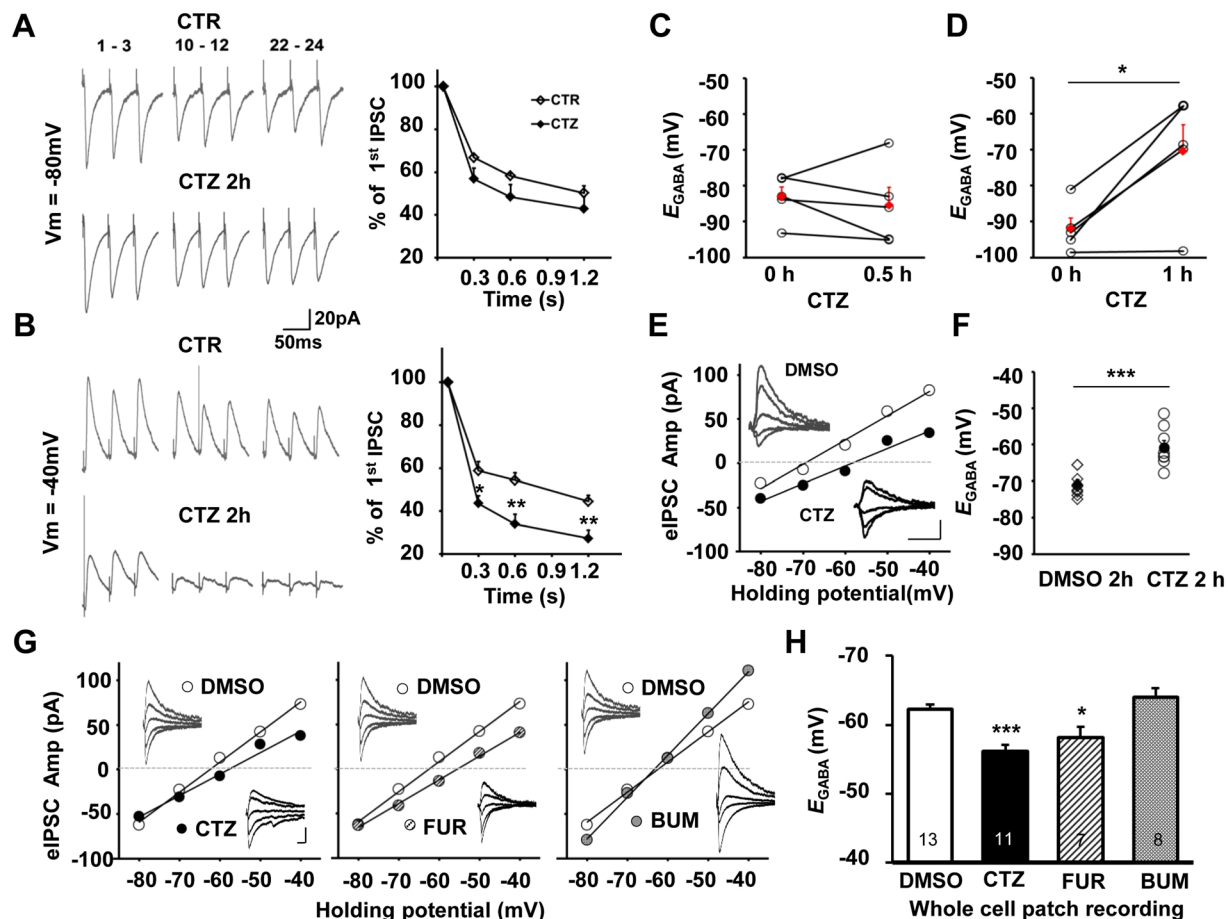 A
CTR
1 - 3 10 - 12 22 - 24
Vm = -80mV
CTZ 2h
20pA
50ms
100
80
60
40
20
% of 1st IPSC
CTR
CTZ
0.3 0.6 0.9 1.2
Time (s)
B
CTR
Vm = -40mV
CTZ 2h
100
80
60
40
20
% of 1st IPSC
* ** **
0.3 0.6 0.9 1.2
Time (s)
C
-50
-60
-70
-80
-90
-100
EGABA (mV)
0 h 0.5 h
CTZ
D
*
-50
-60
-70
-80
-90
-100
EGABA (mV)
0 h 1 h
CTZ
E
eIPSC Amp (pA)
100
50
0
-50
-100
DMSO
CTZ
-80 -70 -60 -50 -40
Holding potential(mV)
F
***
-40
-50
-60
-70
-80
-90
EGABA (mV)
DMSO 2h CTZ 2 h
G
eIPSC Amp (pA)
100
50
0
-50
-100
DMSO
CTZ
-80 -70 -60 -50 -40
DMSO
FUR
-80 -70 -60 -50 -40
DMSO
BUM
-80 -70 -60 -50 -40
Holding potential (mV)
H
-70
-60
-50
-40
EGABA (mV)
*** *
13 11 7 8
DMSO CTZ FUR BUM
Whole cell patch recording